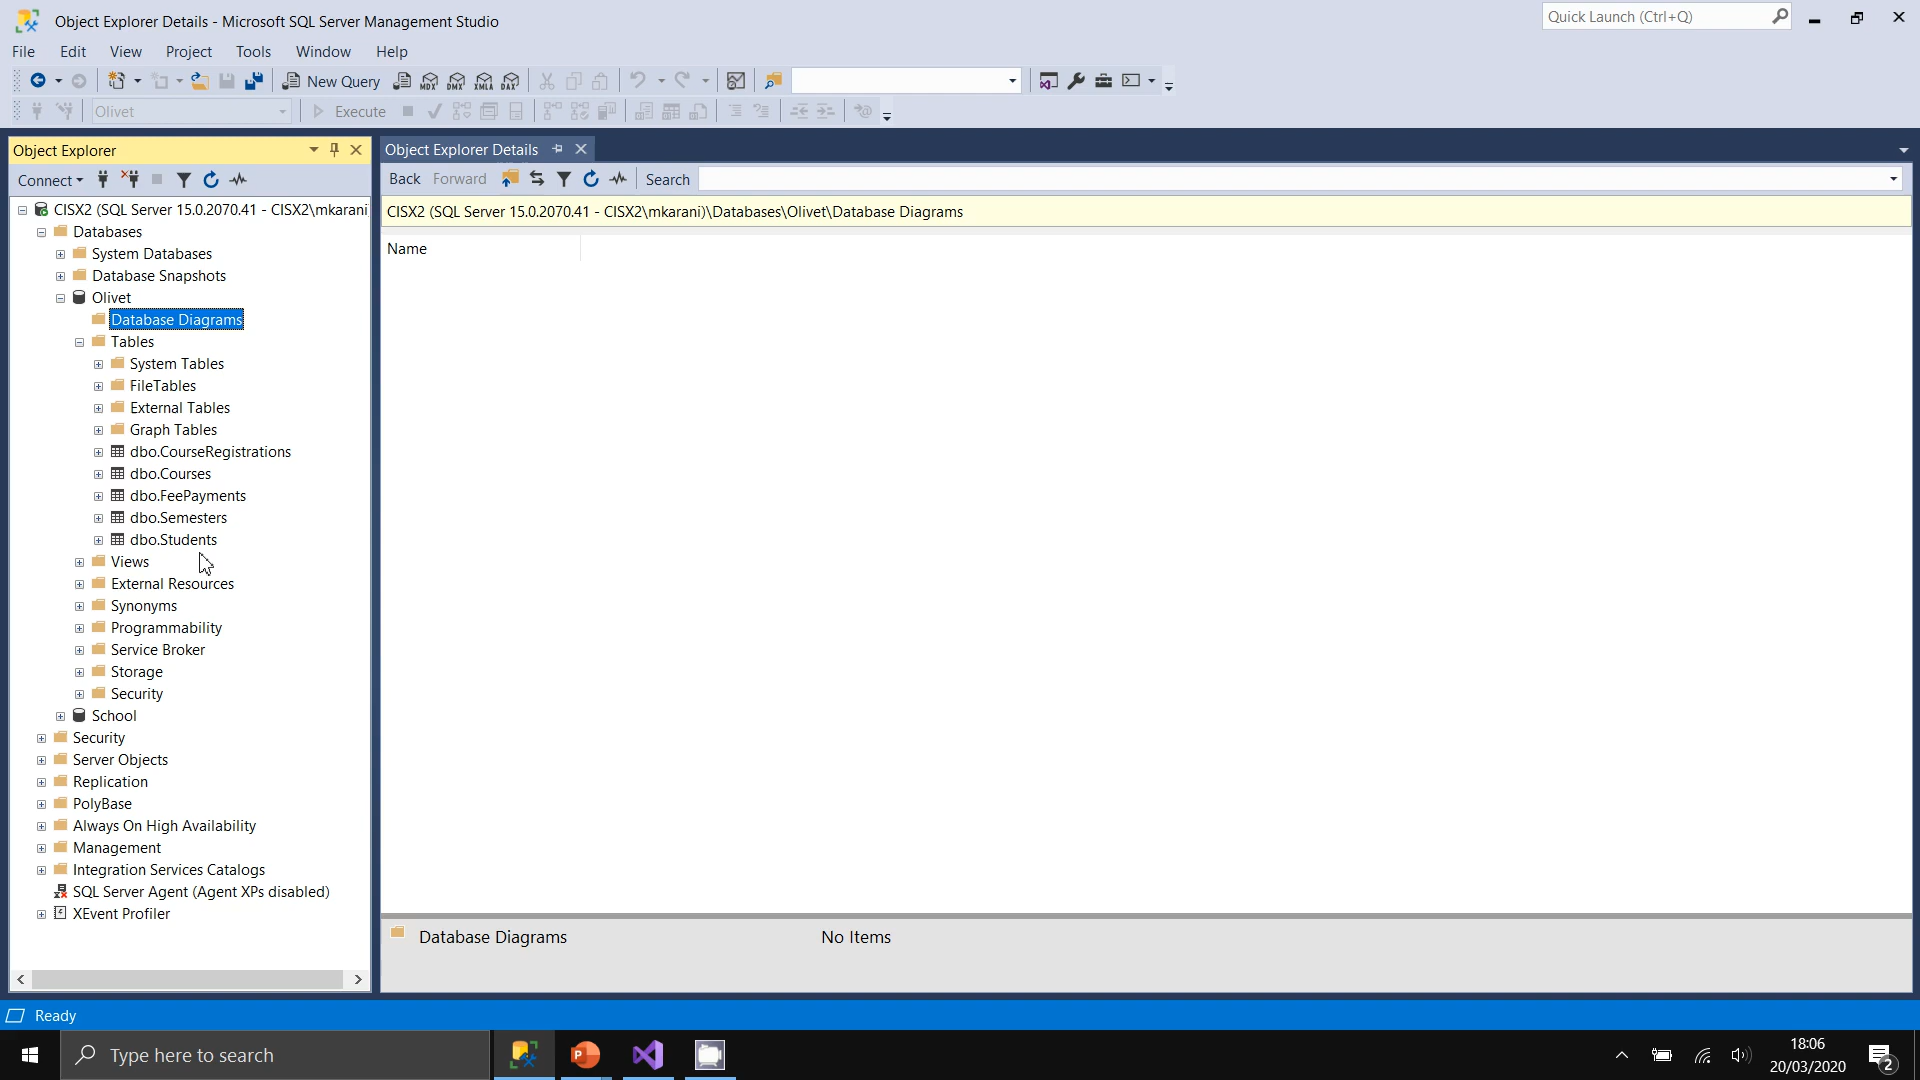 Object Explorer Details - Microsoft SQL Server Management Studio
Quick Launch (Ctrl+Q)
File Edit View Project Tools Window Help
New Query MDX DMX XMLA DAX
Olivet Execute
Object Explorer
Object Explorer Details
Connect
Back Forward Search
CISX2 (SQL Server 15.0.2070.41 - CISX2\mkarani)
CISX2 (SQL Server 15.0.2070.41 - CISX2\mkarani)\Databases\Olivet\Database Diagrams
Name
Databases
System Databases
Database Snapshots
Olivet
Database Diagrams
Tables
System Tables
FileTables
External Tables
Graph Tables
dbo.CourseRegistrations
dbo.Courses
dbo.FeePayments
dbo.Semesters
dbo.Students
Views
External Resources
Synonyms
Programmability
Service Broker
Storage
Security
School
Security
Server Objects
Replication
PolyBase
Always On High Availability
Management
Integration Services Catalogs
SQL Server Agent (Agent XPs disabled)
XEvent Profiler
Database Diagrams No Items
Ready
Type here to search
18:06
20/03/2020
2